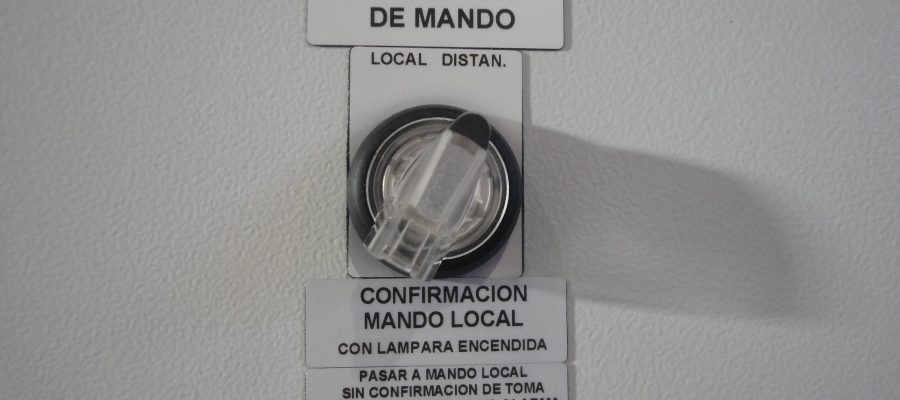 DE MANDO
LOCAL DISTAN.
CONFIRMACION
MANDO LOCAL
CON LAMPARA ENCENDIDA
PASAR A MANDO LOCAL
SIN CONFIRMACION DE TOMA